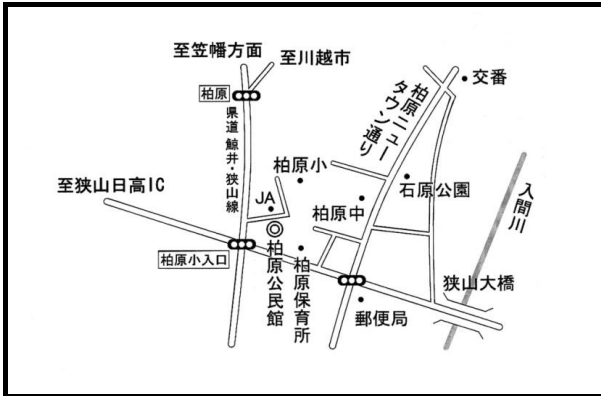 至笠幡方面
至川越市
柏原
県道 鯨井・狭山線
柏原ニュー
タウン通り
交番
至狭山日高IC
柏原小
JA
柏原中
石原公園
入間川
柏原小入口
柏原公民館
柏原保育所
狭山大橋
郵便局